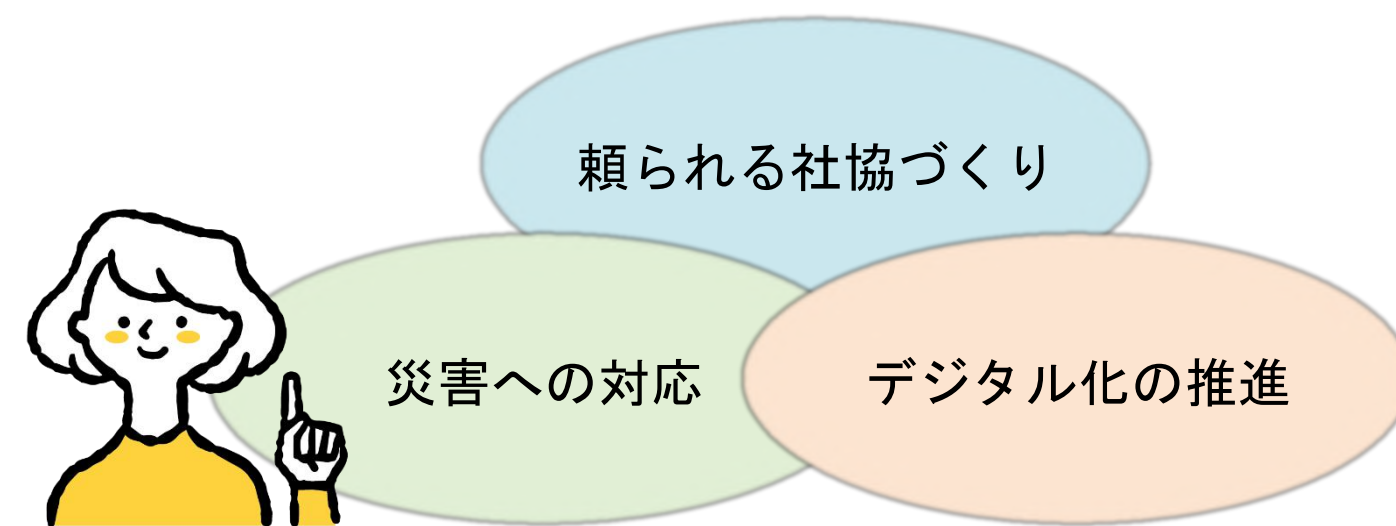 頼られる社協づくり
災害への対応
デジタル化の推進